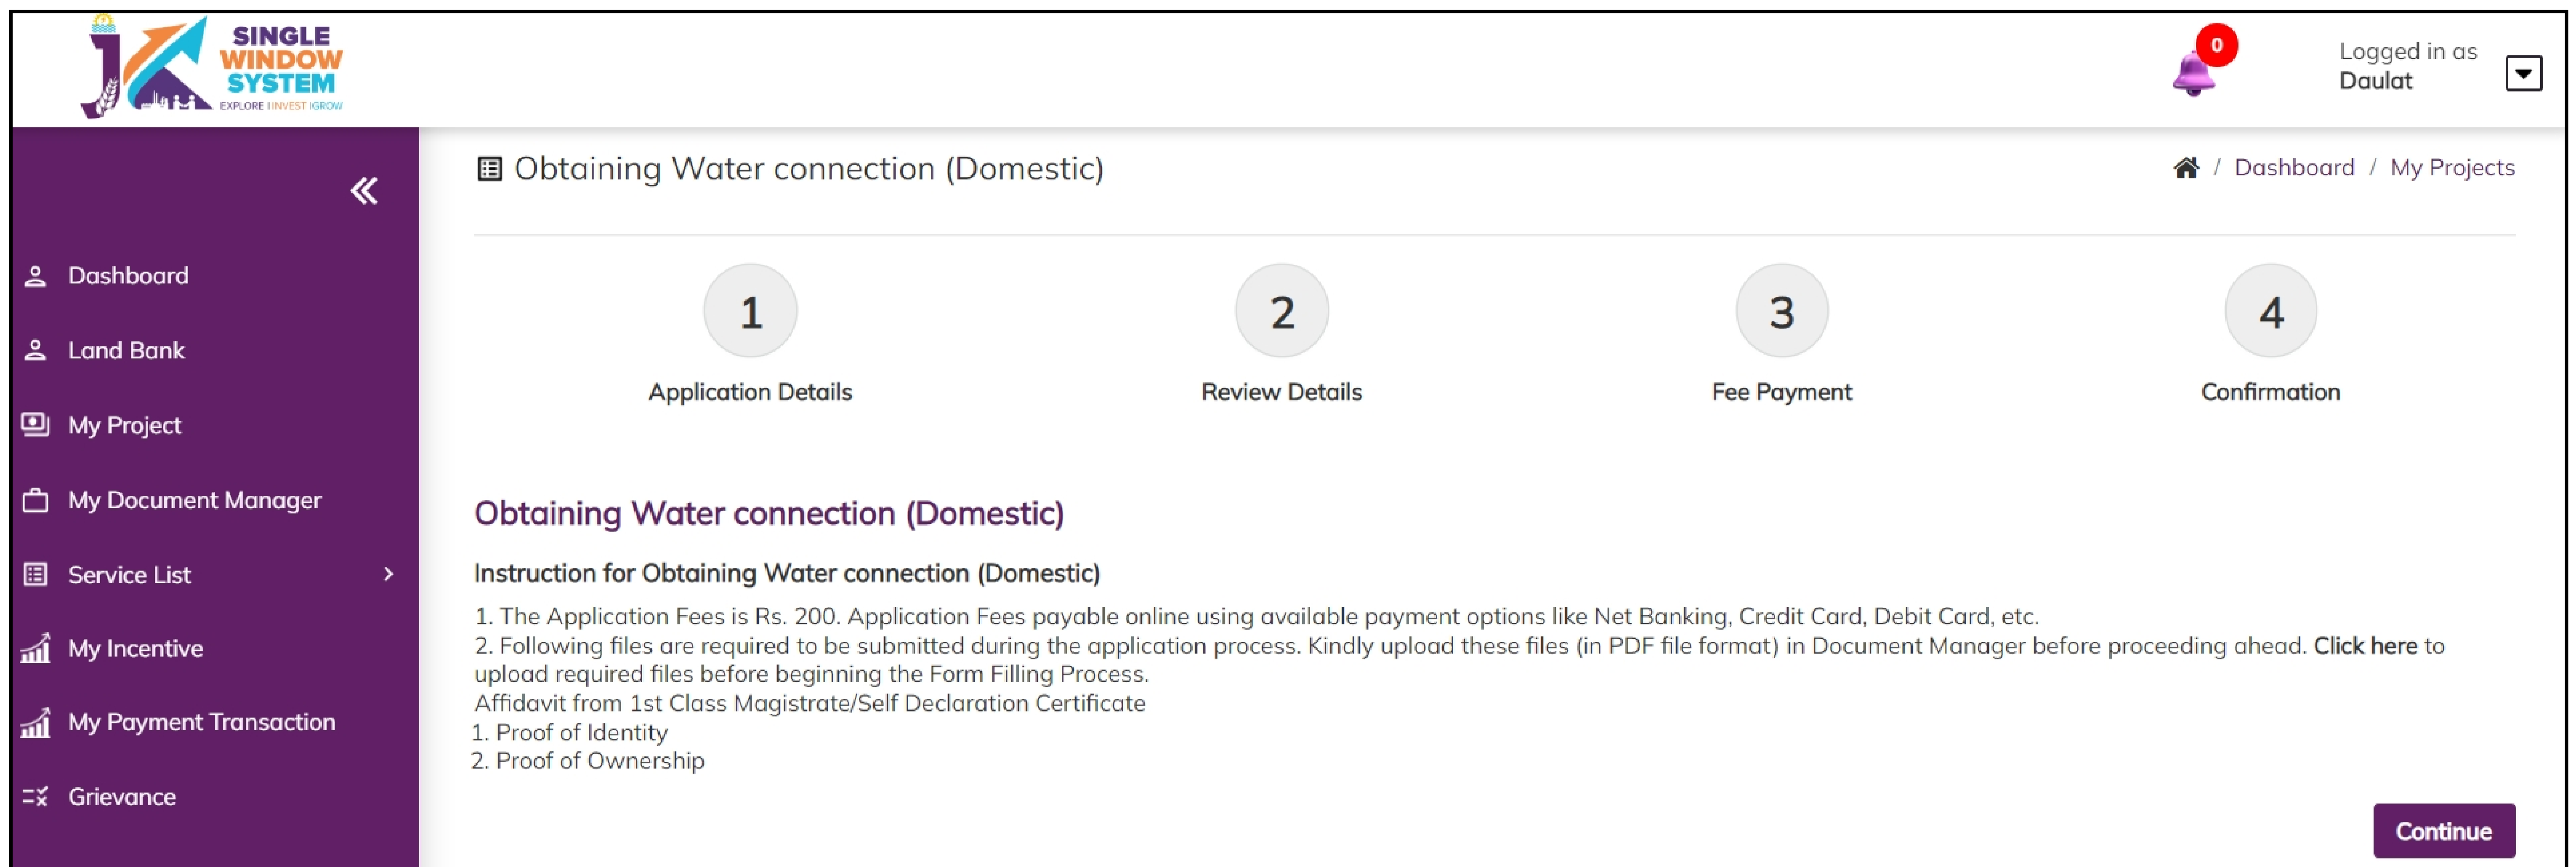 SINGLE
WINDOW
SYSTEM
EXPLORE I INVEST I GROW
0
Logged in as
Daulat
Obtaining Water connection (Domestic)
/ Dashboard / My Projects
Dashboard
Land Bank
My Project
My Document Manager
Service List
My Incentive
My Payment Transaction
Grievance
1
Application Details
2
Review Details
3
Fee Payment
4
Confirmation
Obtaining Water connection (Domestic)
Instruction for Obtaining Water connection (Domestic)
1. The Application Fees is Rs. 200. Application Fees payable online using available payment options like Net Banking, Credit Card, Debit Card, etc.
2. Following files are required to be submitted during the application process. Kindly upload these files (in PDF file format) in Document Manager before proceeding ahead. Click here to
upload required files before beginning the Form Filling Process.
Affidavit from 1st Class Magistrate/Self Declaration Certificate
1. Proof of Identity
2. Proof of Ownership
Continue